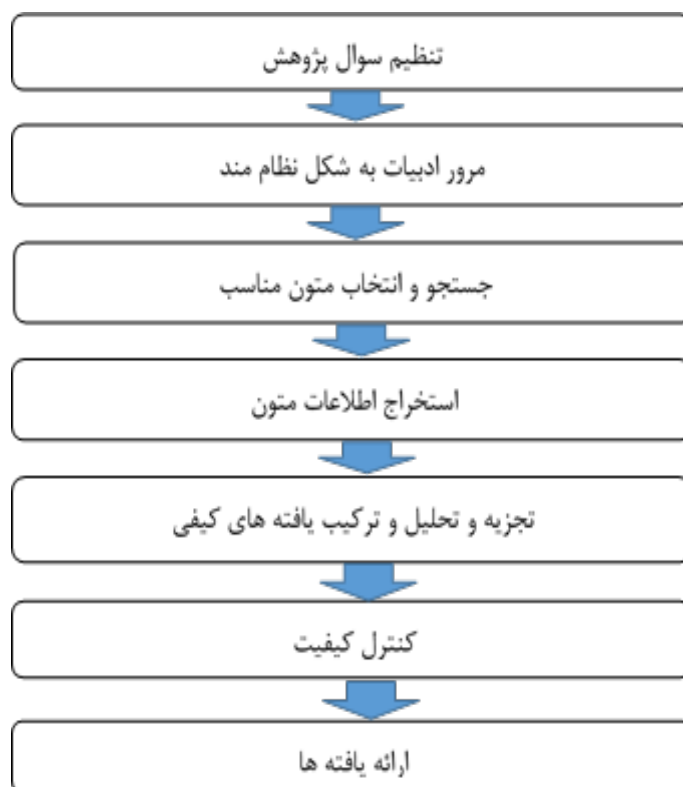 تنظیم سوال پژوهش
مرور ادبیات به شکل نظام مند
جستجو و انتخاب متون مناسب
استخراج اطلاعات متون
تجزیه و تحلیل و ترکیب یافته های کیفی
کنترل کیفیت
ارائه یافته ها